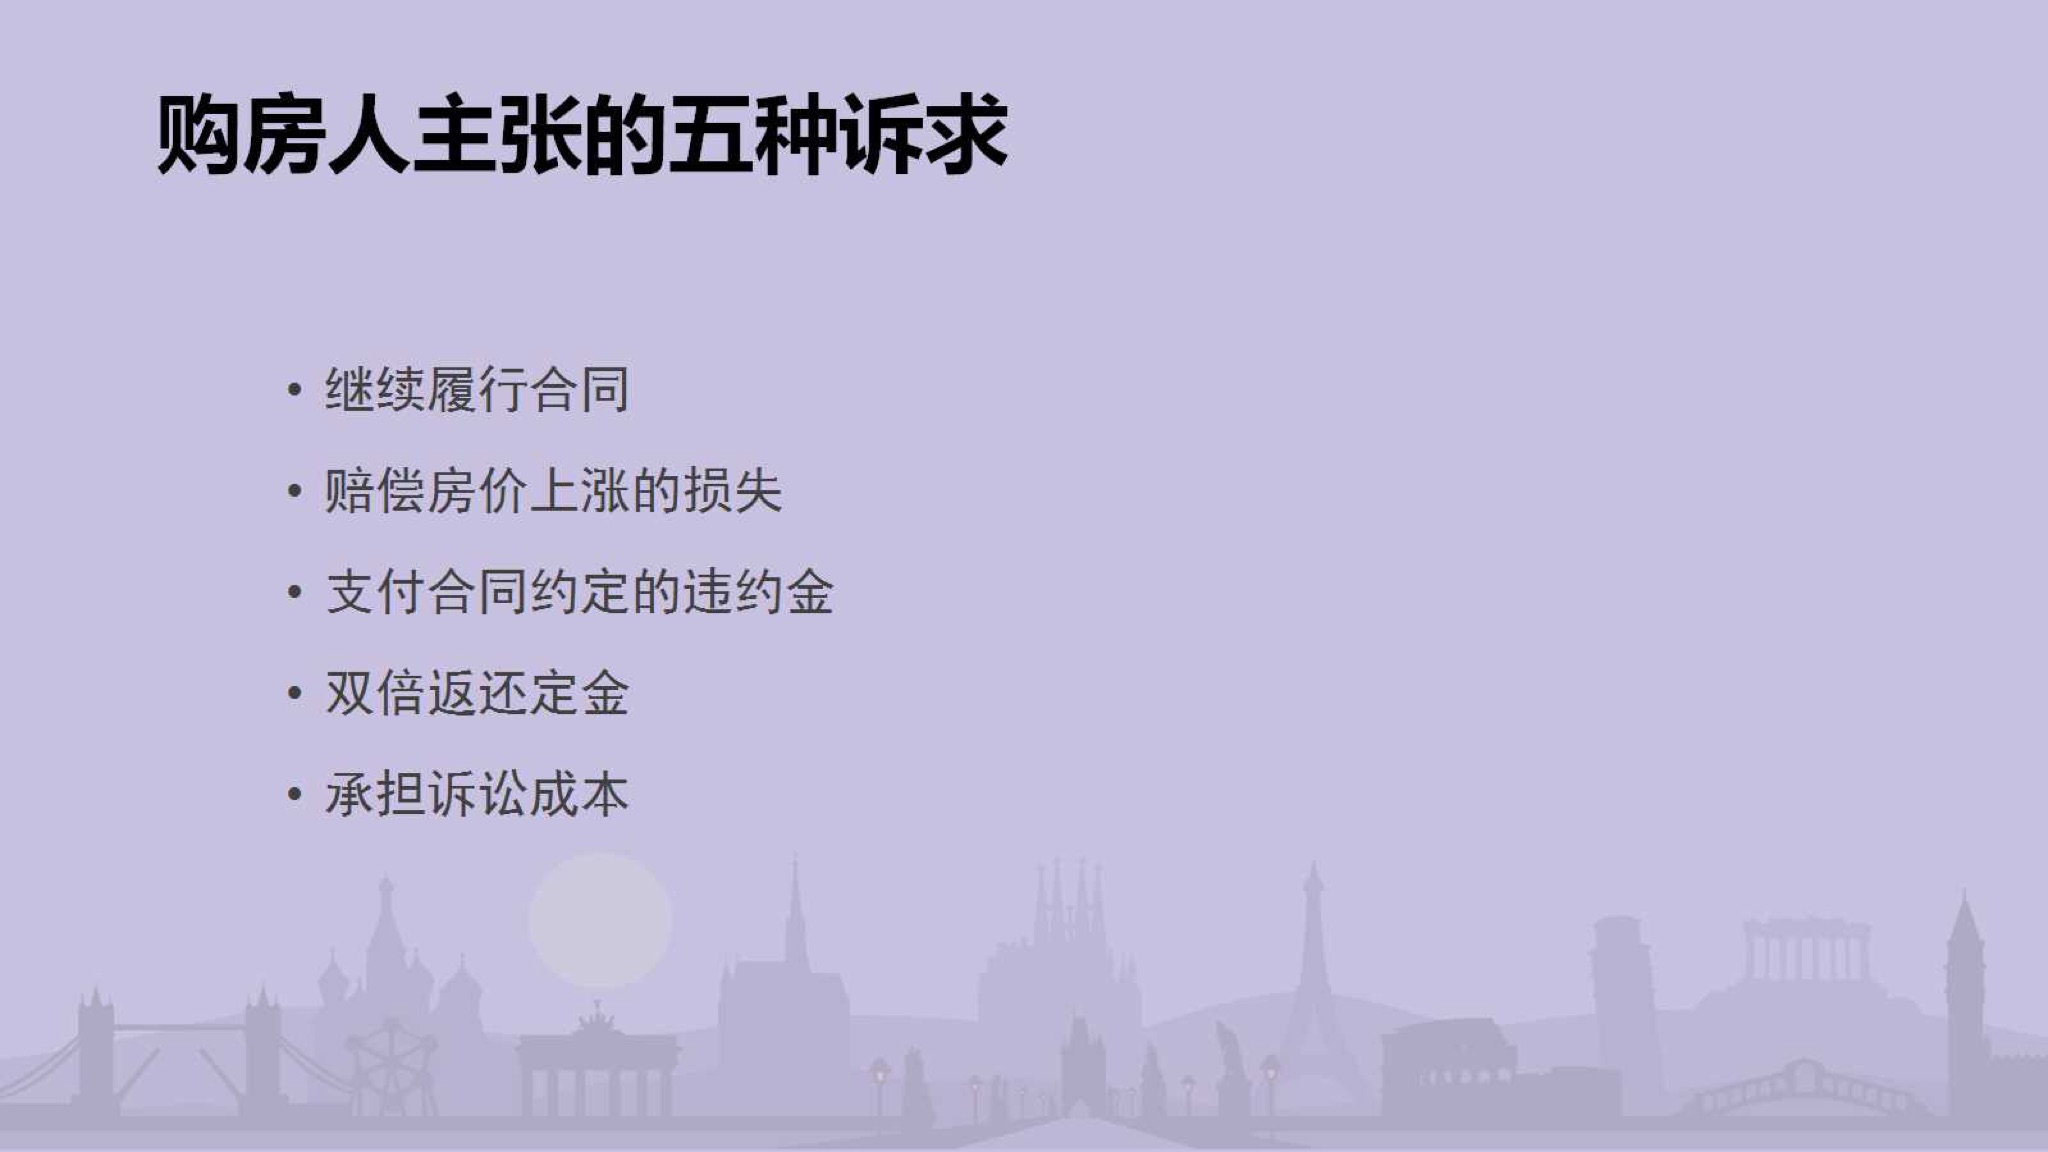 购房人主张的五种诉求
• 继续履行合同
• 赔偿房价上涨的损失
• 支付合同约定的违约金
• 双倍返还定金
• 承担诉讼成本